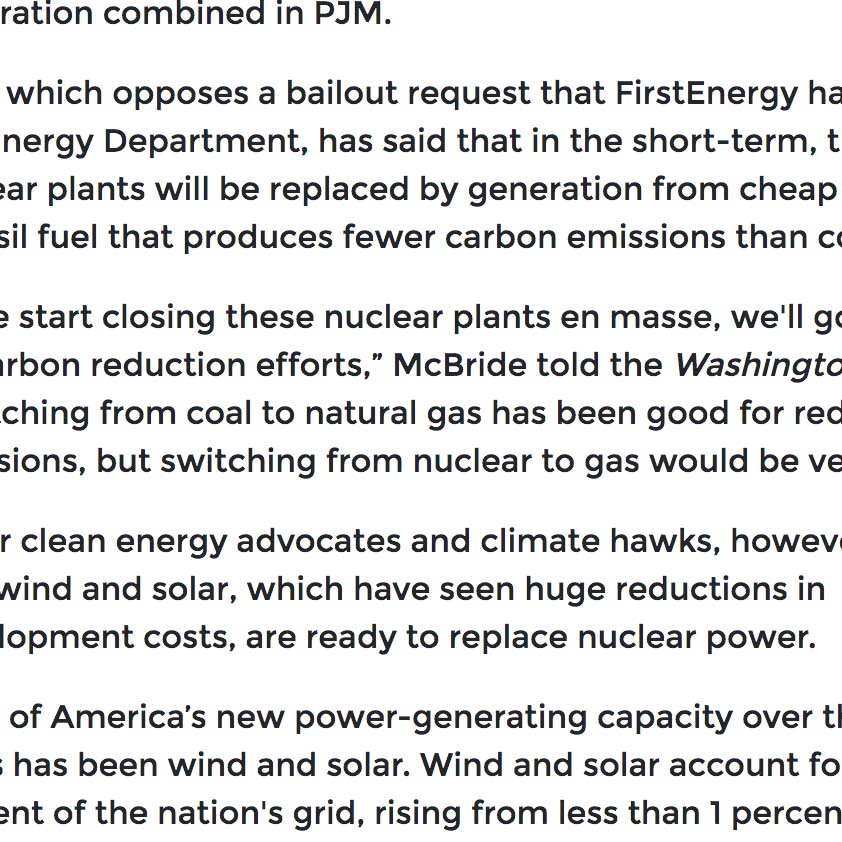 ration combined in PJM.
which opposes a bailout request that FirstEnergy ha
nergy Department, has said that in the short-term, t
ear plants will be replaced by generation from cheap
sil fuel that produces fewer carbon emissions than co
e start closing these nuclear plants en masse, we'll go
arbon reduction efforts,” McBride told the Washingto
tching from coal to natural gas has been good for red
sions, but switching from nuclear to gas would be ve
r clean energy advocates and climate hawks, howeve
wind and solar, which have seen huge reductions in
lopment costs, are ready to replace nuclear power.
of America’s new power-generating capacity over th
s has been wind and solar. Wind and solar account fo
ent of the nation's grid, rising from less than 1 percen